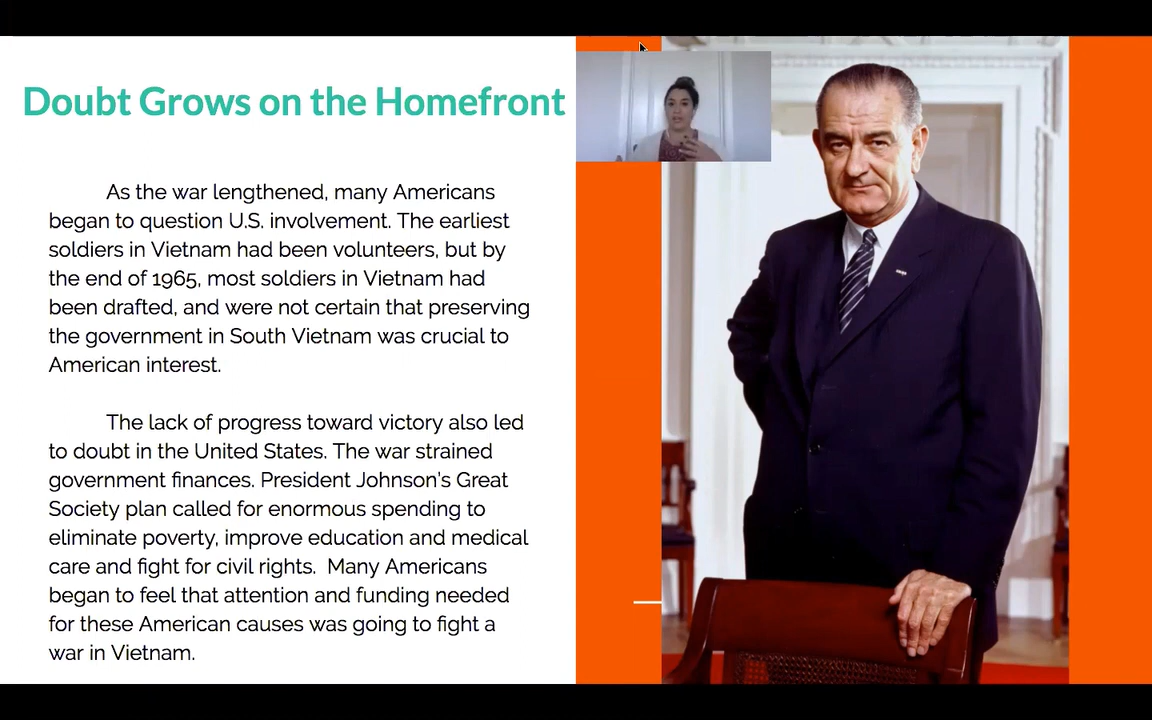 Doubt Grows on the Homefront
As the war lengthened, many Americans
began to question U.S. involvement. The earliest
soldiers in Vietnam had been volunteers, but by
the end of 1965, most soldiers in Vietnam had
been drafted, and were not certain that preserving
the government in South Vietnam was crucial to
American interest.
The lack of progress toward victory also led
to doubt in the United States. The war strained
government finances. President Johnson's Great
Society plan called for enormous spending to
eliminate poverty, improve education and medical
care and fight for civil rights.  Many Americans
began to feel that attention and funding needed
for these American causes was going to fight a
war in Vietnam.